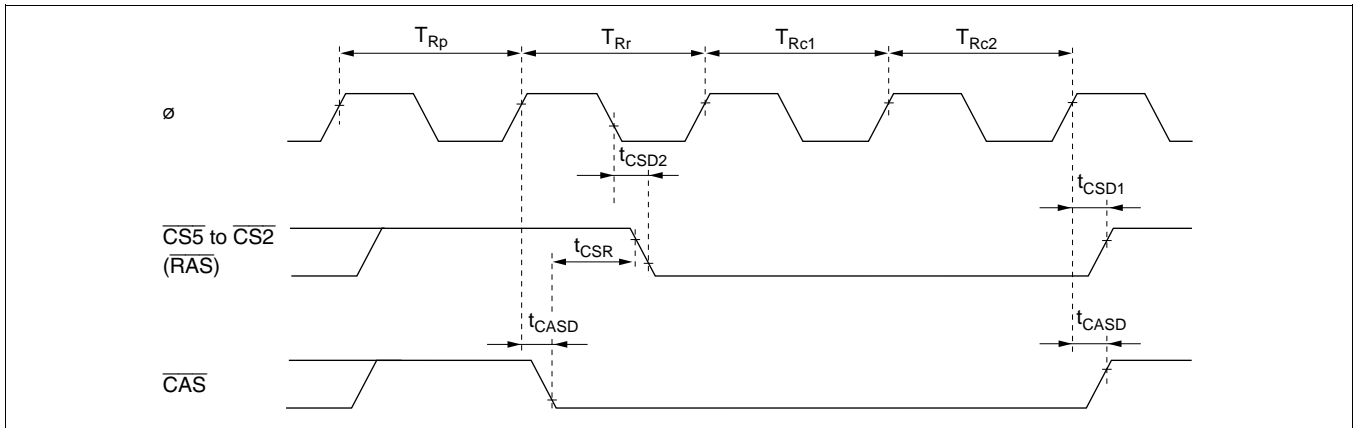 TRp TRr TRc1 TRc2
ø
tCSD2
tCSD1
CS5 to CS2
(RAS)
tCSR
tCASD tCASD
CAS